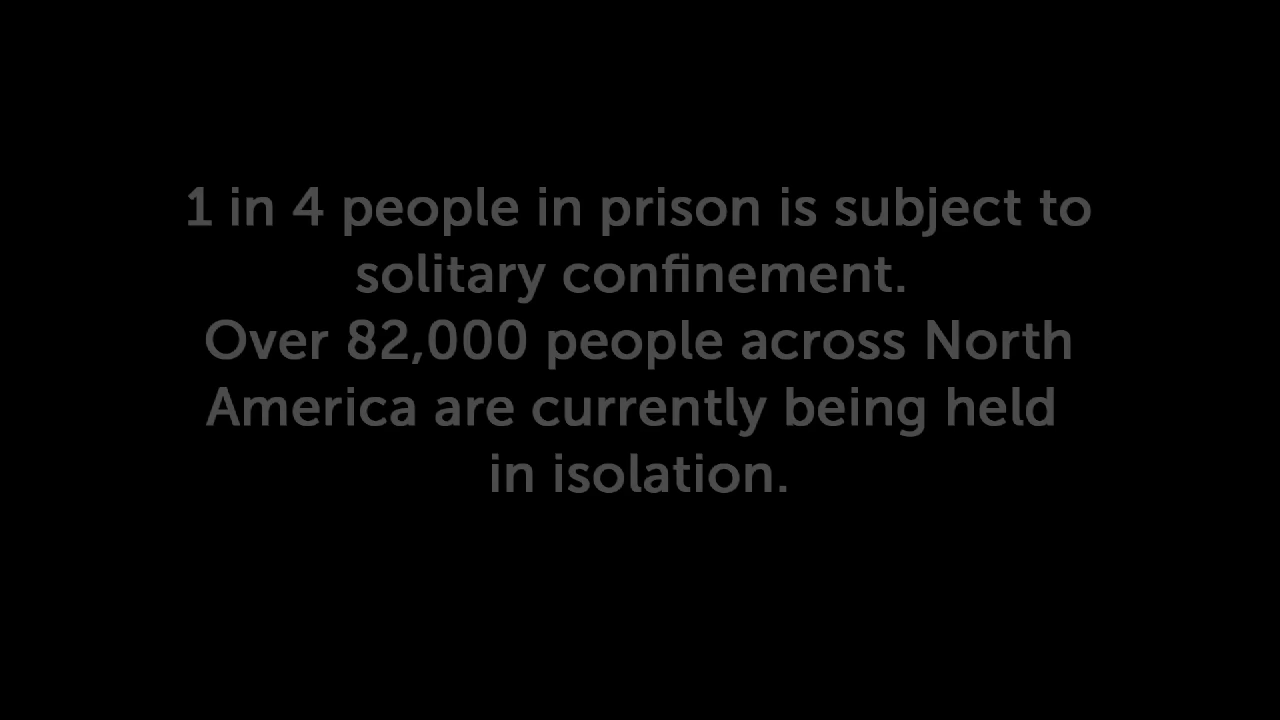 1 in 4 people in prison is subject to
solitary confinement.
Over 82,000 people across North
America are currently being held
in isolation.